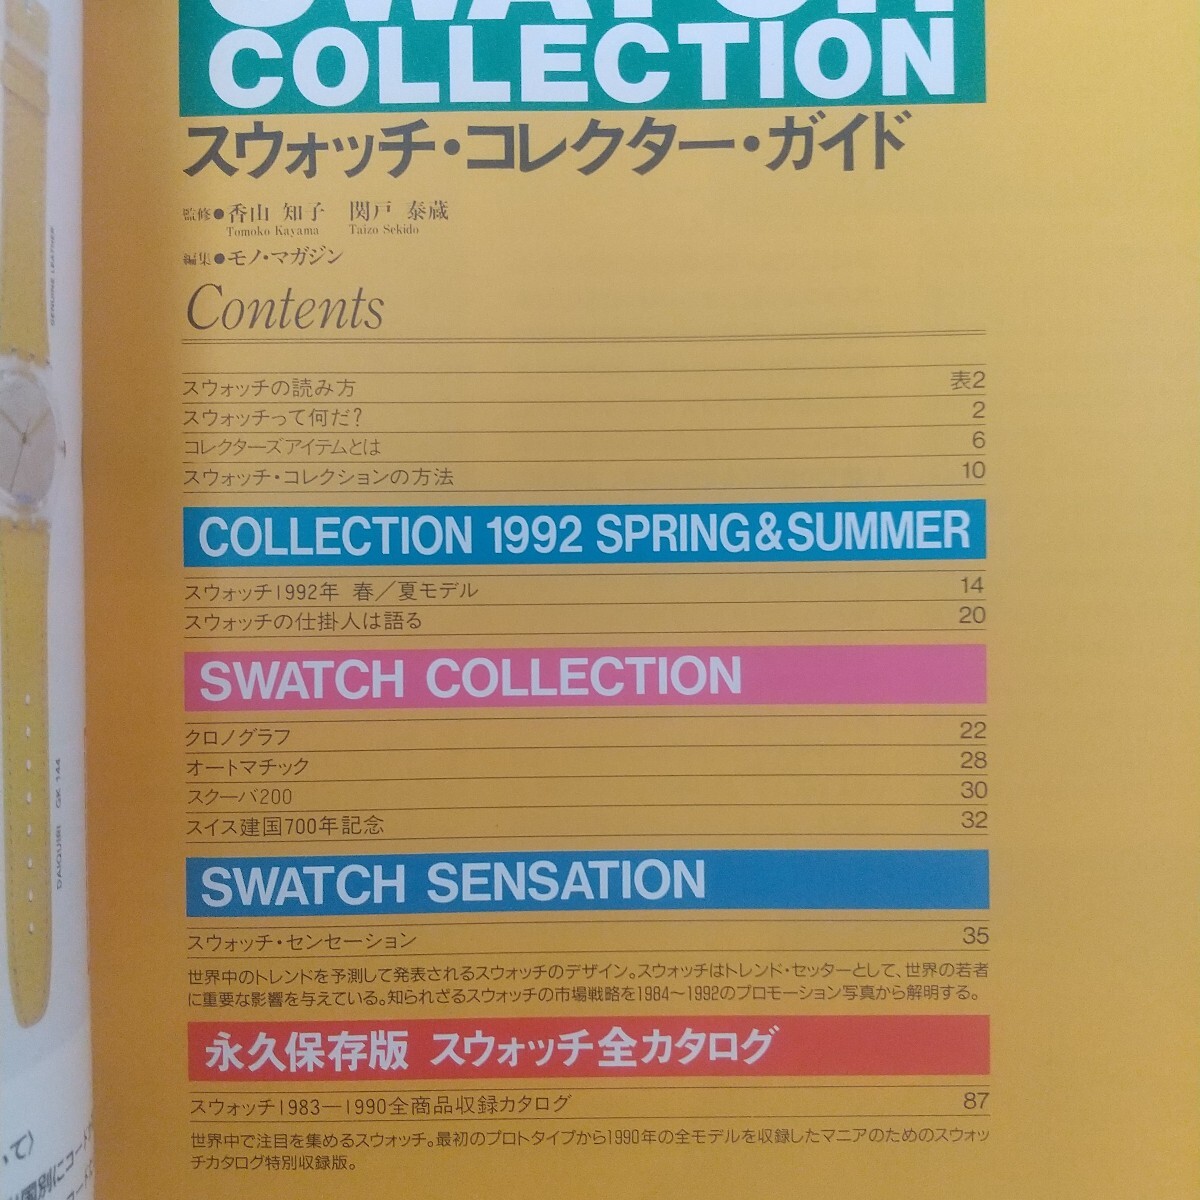 SWATCH
COLLECTION
スウォッチ・コレクター・ガイド
監修●香山 知子 関戸 泰蔵
Tomoko Kayama Taizo Sekido
編集●モノ・マガジン
Contents
スウォッチの読み方 表2
スウォッチって何だ? 2
コレクターズアイテムとは 6
スウォッチ・コレクションの方法 10
COLLECTION 1992 SPRING&SUMMER
スウォッチ1992年 春/夏モデル 14
スウォッチの仕掛人は語る 20
SWATCH COLLECTION
クロノグラフ 22
オートマチック 28
スクーバ200 30
スイス建国700年記念 32
SWATCH SENSATION
スウォッチ・センセーション 35
世界中のトレンドを予測して発表されるスウォッチのデザイン。スウォッチはトレンド・セッターとして、世界の若者
に重要な影響を与えている。知られざるスウォッチの市場戦略を1984〜1992のプロモーション写真から解明する。
永久保存版 スウォッチ全カタログ
スウォッチ1983—1990全商品収録カタログ 87
世界中で注目を集めるスウォッチ。最初のプロトタイプから1990年の全モデルを収録したマニアのためのスウォッ
チカタログ特別収録版。
GENUINE LEATHER
DAIQUIRI GK 144
いて〉
国別にコード